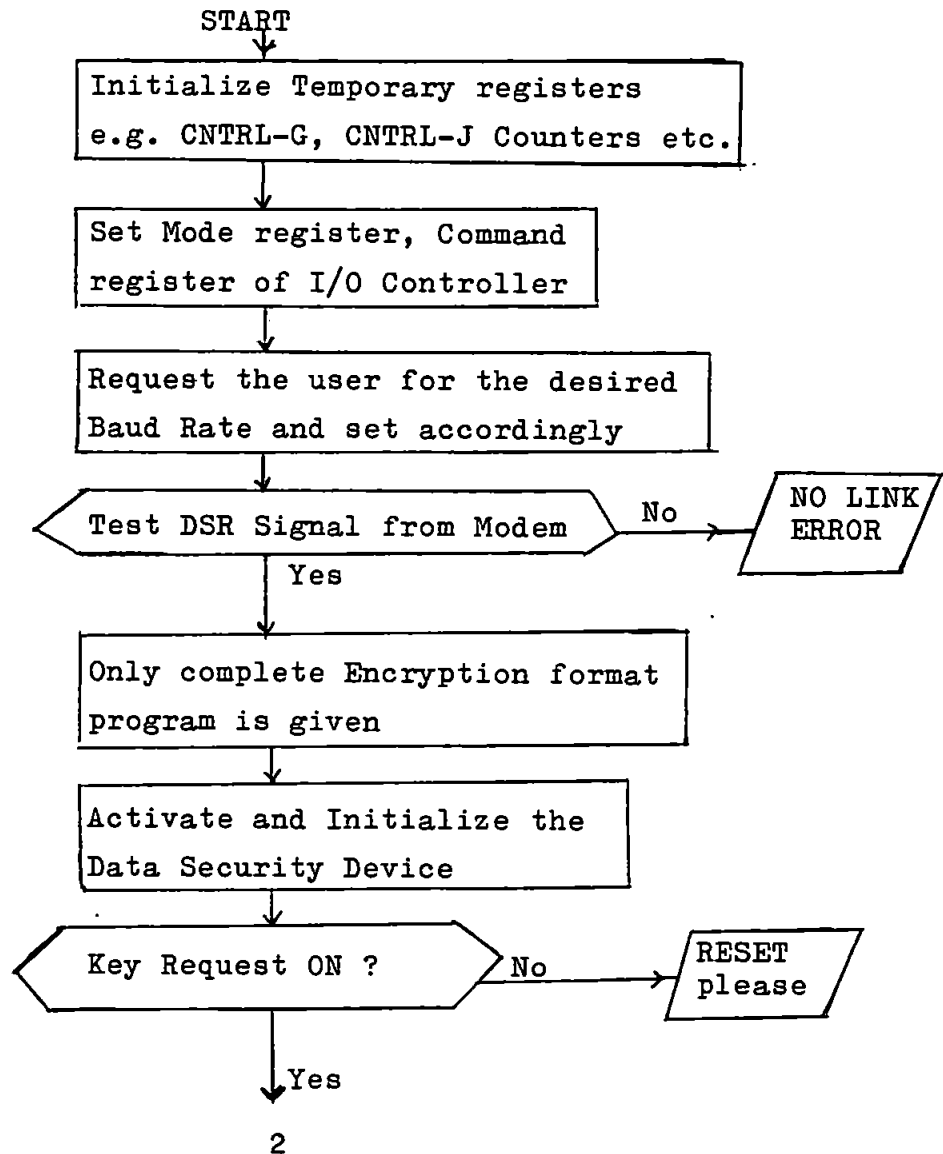 START
Initialize Temporary registers
e.g. CNTRL-G, CNTRL-J Counters etc.
Set Mode register, Command
register of I/O Controller
Request the user for the desired
Baud Rate and set accordingly
Test DSR Signal from Modem
No
NO LINK
ERROR
Yes
Only complete Encryption format
program is given
Activate and Initialize the
Data Security Device
Key Request ON ?
No
RESET
please
Yes
2